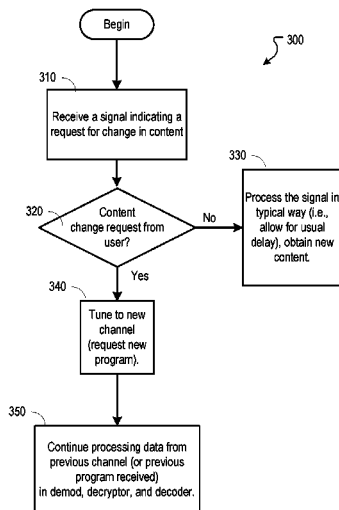 Begin
300
310
Receive a signal indicating a
request for change in content
330
320
Content
change request from
user?
No
Process the signal in
typical way (i.e.,
allow for usual
delay), obtain new
content.
Yes
340
Tune to new
channel
(request new
program).
350
Continue processing data from
previous channel (or previous
program received)
in demod, decryptor, and decoder.